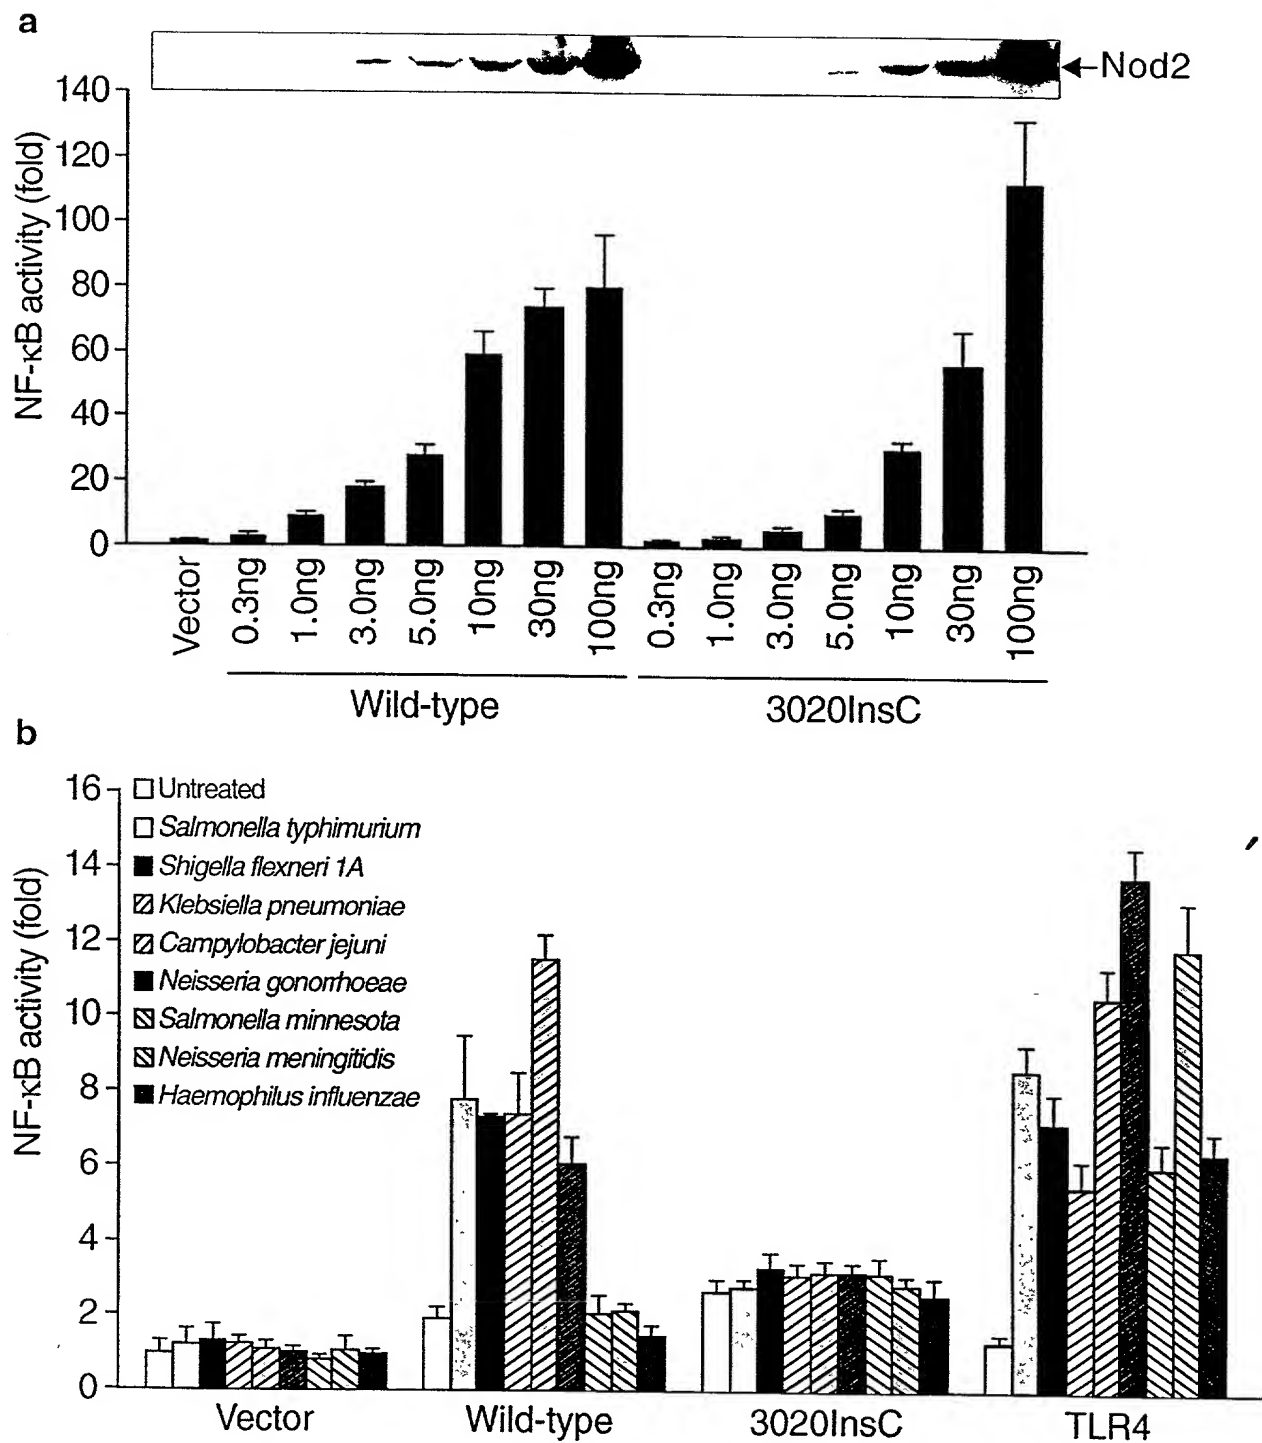 a
Nod2
140
120
100
80
60
40
20
0
NF-κB activity (fold)
Vector
0.3ng
1.0ng
3.0ng
5.0ng
10ng
30ng
100ng
0.3ng
1.0ng
3.0ng
5.0ng
10ng
30ng
100ng
Wild-type
3020InsC
b
16
14
12
10
8
6
4
2
0
NF-κB activity (fold)
Untreated
Salmonella typhimurium
Shigella flexneri 1A
Klebsiella pneumoniae
Campylobacter jejuni
Neisseria gonorrhoeae
Salmonella minnesota
Neisseria meningitidis
Haemophilus influenzae
Vector
Wild-type
3020InsC
TLR4